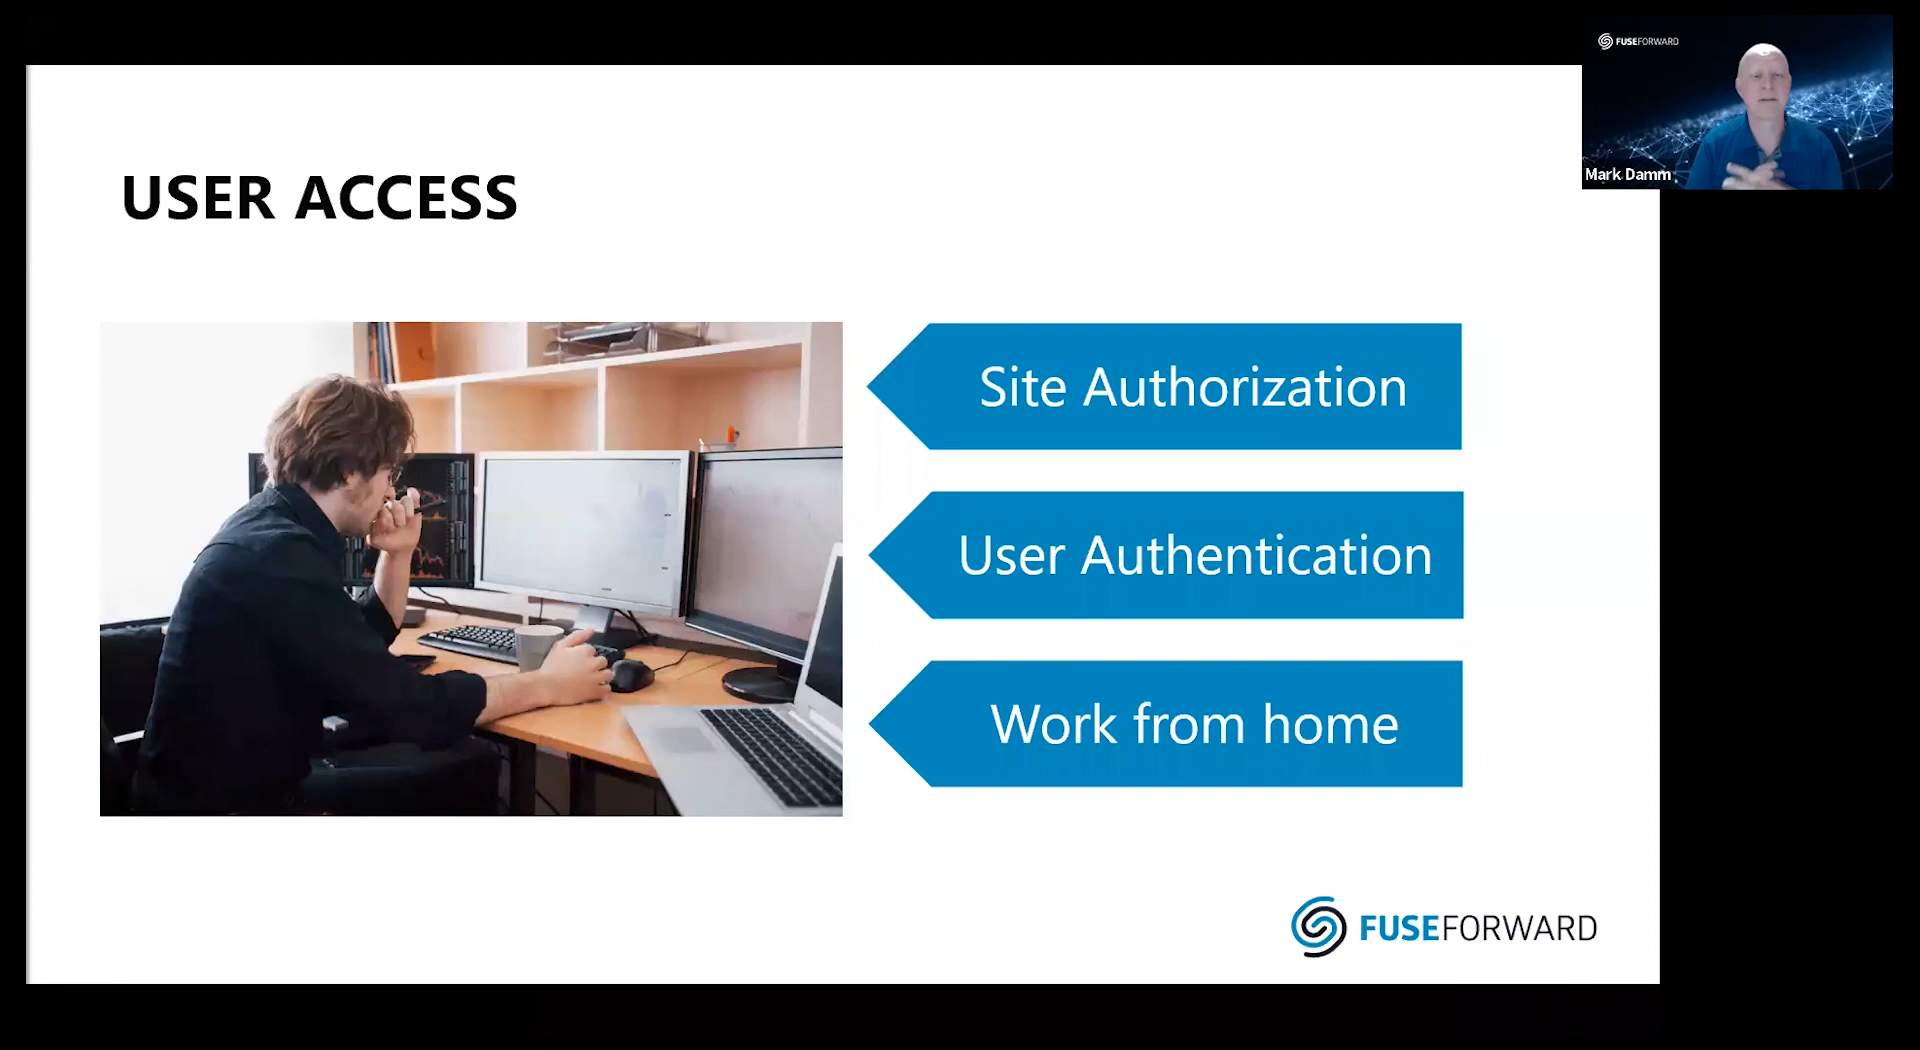 FUSEFORWARD
Mark Damm
USER ACCESS
Site Authorization
User Authentication
Work from home
FUSEFORWARD